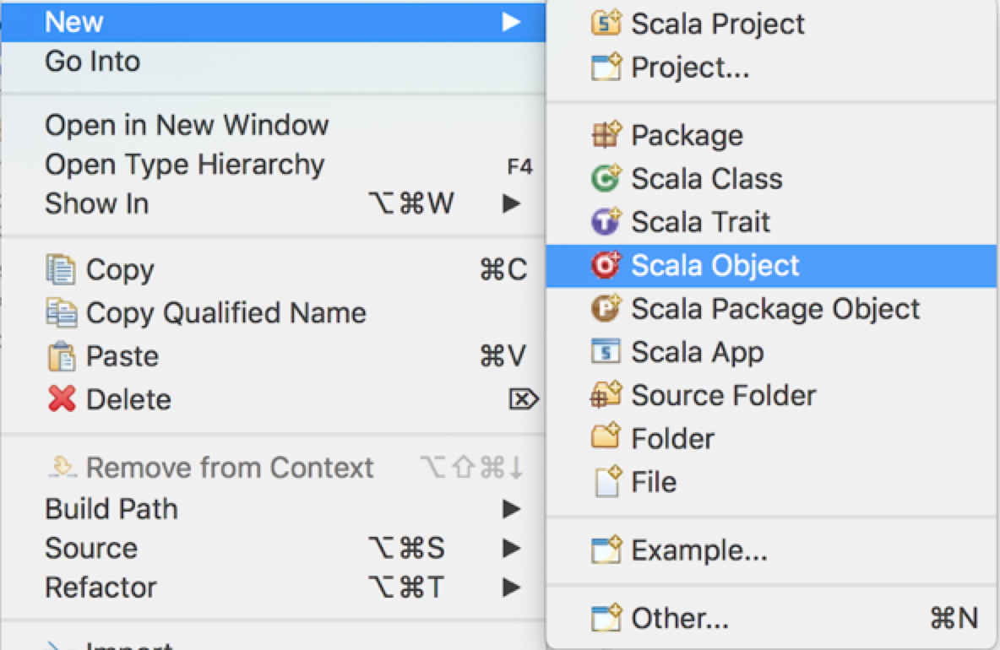 New ▶
Go Into
Open in New Window
Open Type Hierarchy F4
Show In ⌥⌘W ▶
Copy ⌘C
Copy Qualified Name
Paste ⌘V
Delete ⌦
Remove from Context ⌥⇧⌘↓
Build Path ▶
Source ⌥⌘S ▶
Refactor ⌥⌘T ▶
Import
Scala Project
Project...
Package
Scala Class
Scala Trait
Scala Object
Scala Package Object
Scala App
Source Folder
Folder
File
Example...
Other... ⌘N